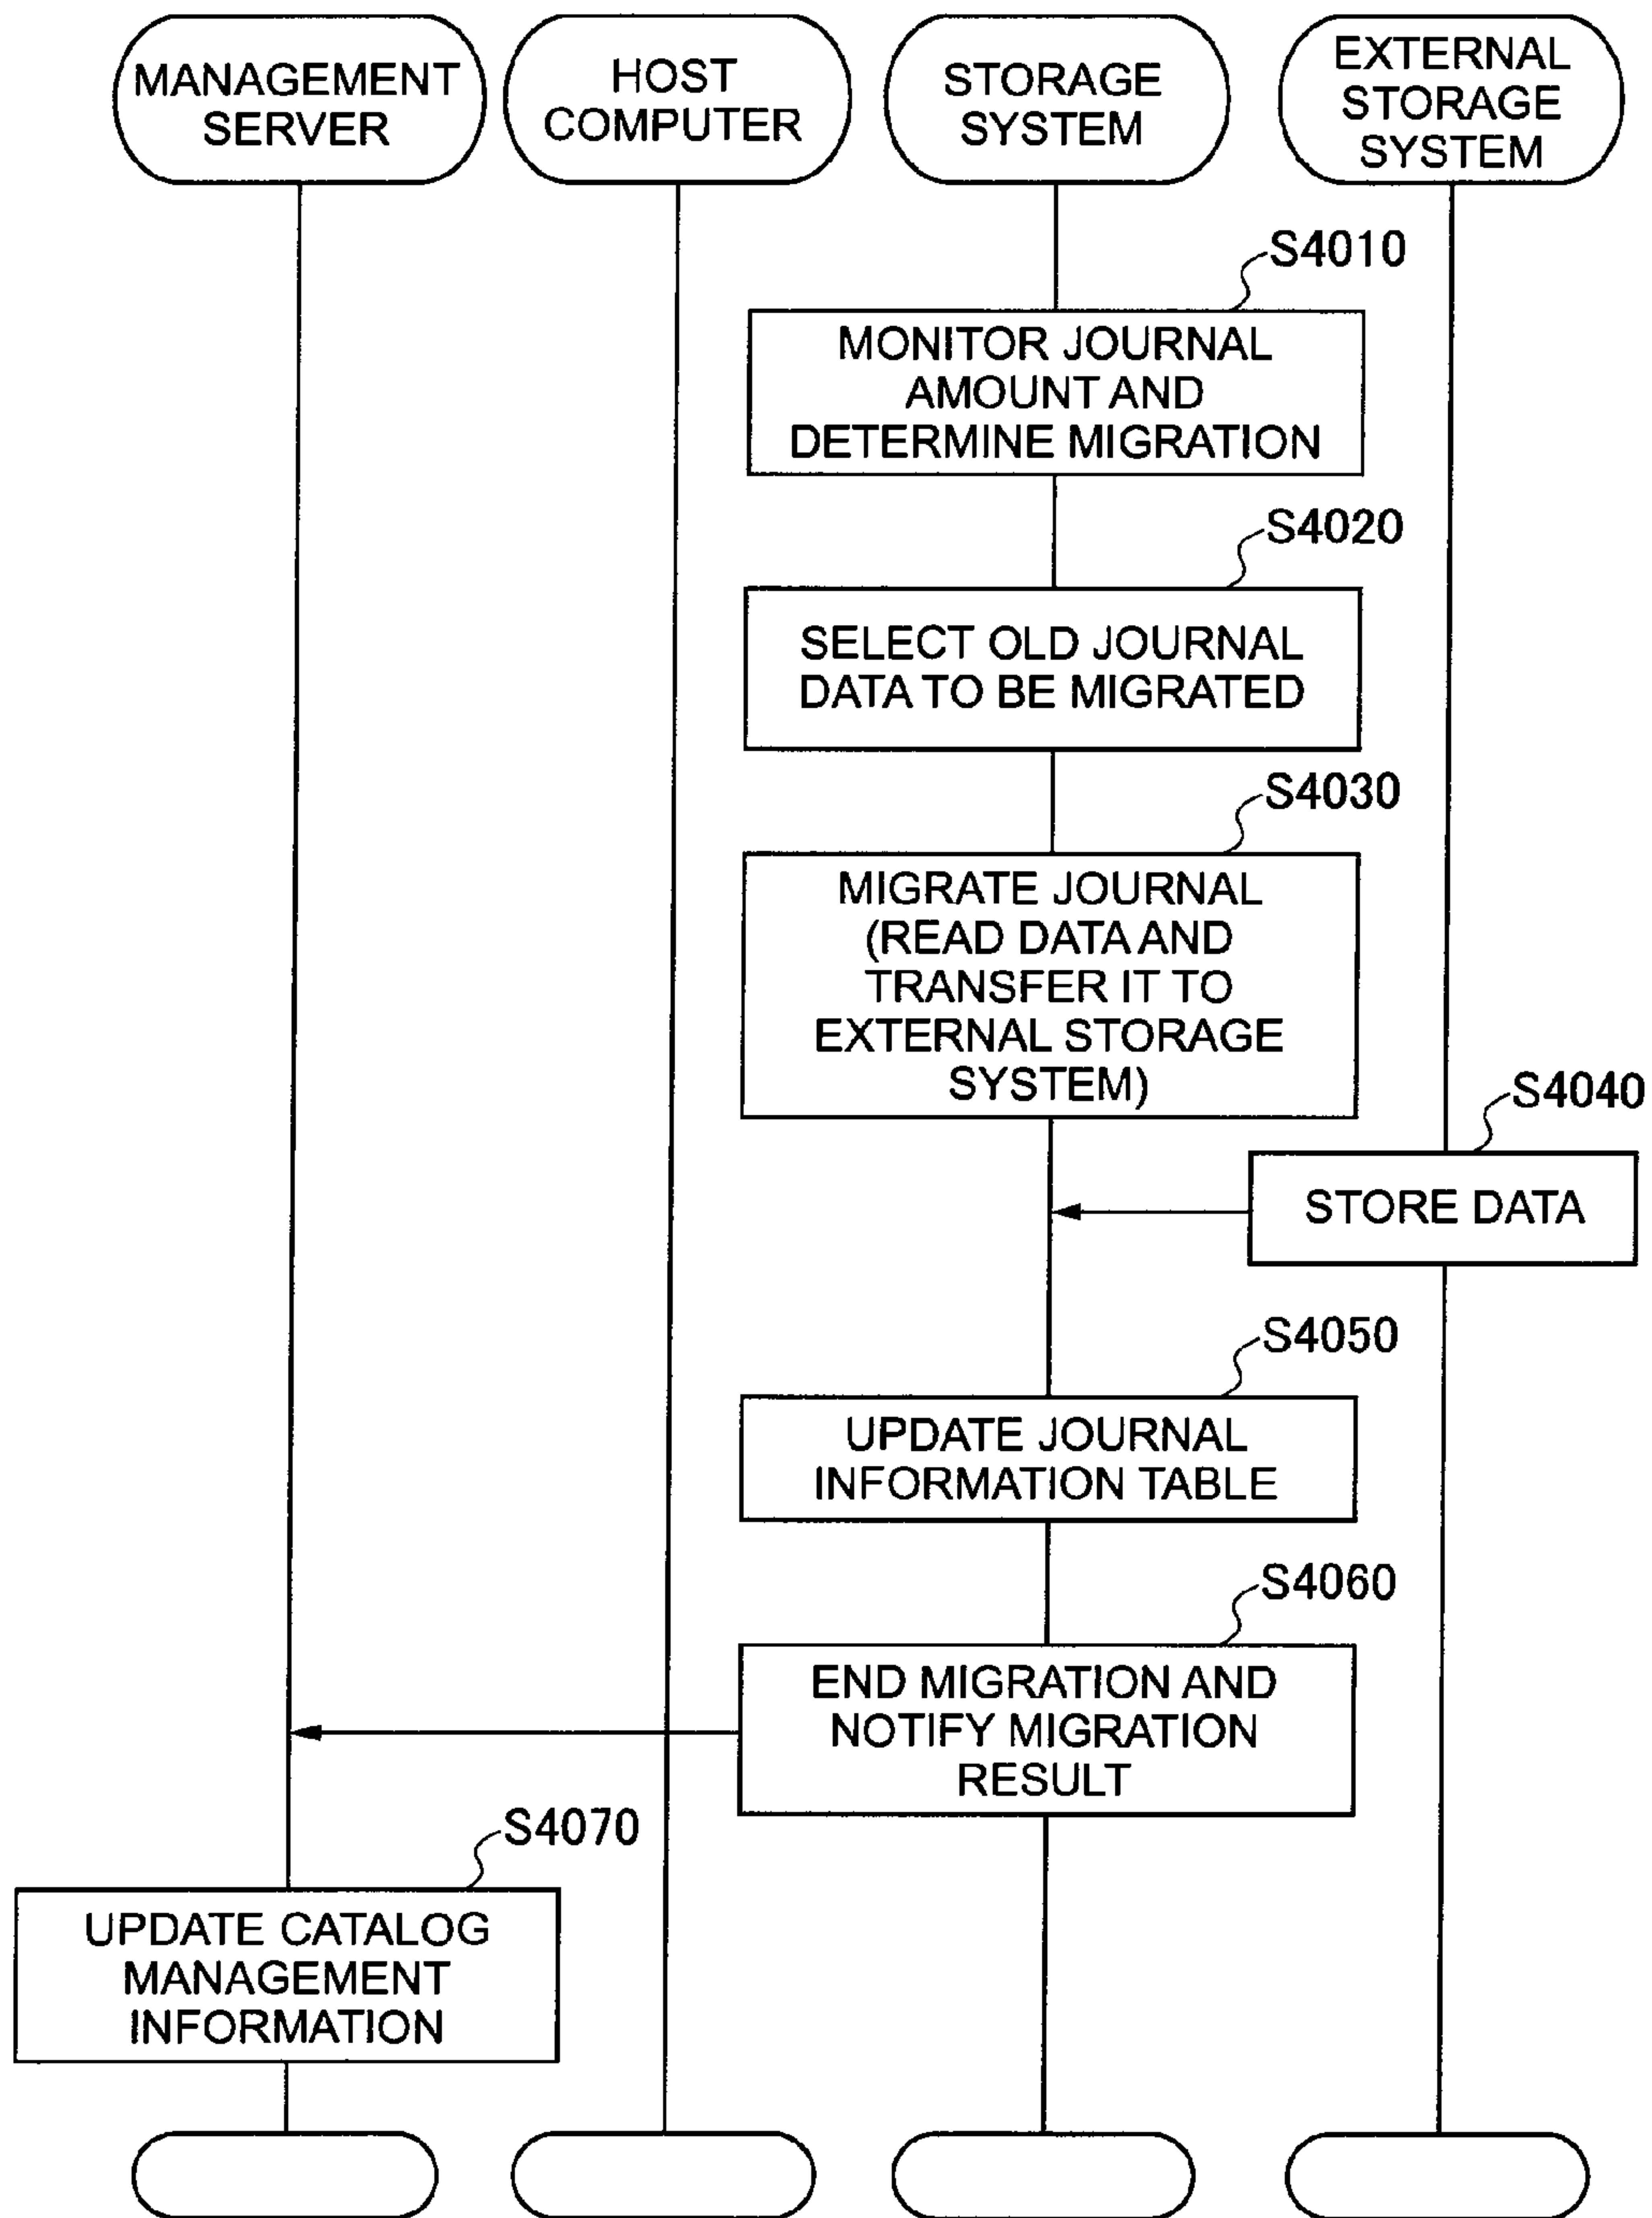 MANAGEMENT
SERVER
HOST
COMPUTER
STORAGE
SYSTEM
EXTERNAL
STORAGE
SYSTEM
S4010
MONITOR JOURNAL
AMOUNT AND
DETERMINE MIGRATION
S4020
SELECT OLD JOURNAL
DATA TO BE MIGRATED
S4030
MIGRATE JOURNAL
(READ DATA AND
TRANSFER IT TO
EXTERNAL STORAGE
SYSTEM)
S4040
STORE DATA
S4050
UPDATE JOURNAL
INFORMATION TABLE
S4060
END MIGRATION AND
NOTIFY MIGRATION
RESULT
S4070
UPDATE CATALOG
MANAGEMENT
INFORMATION